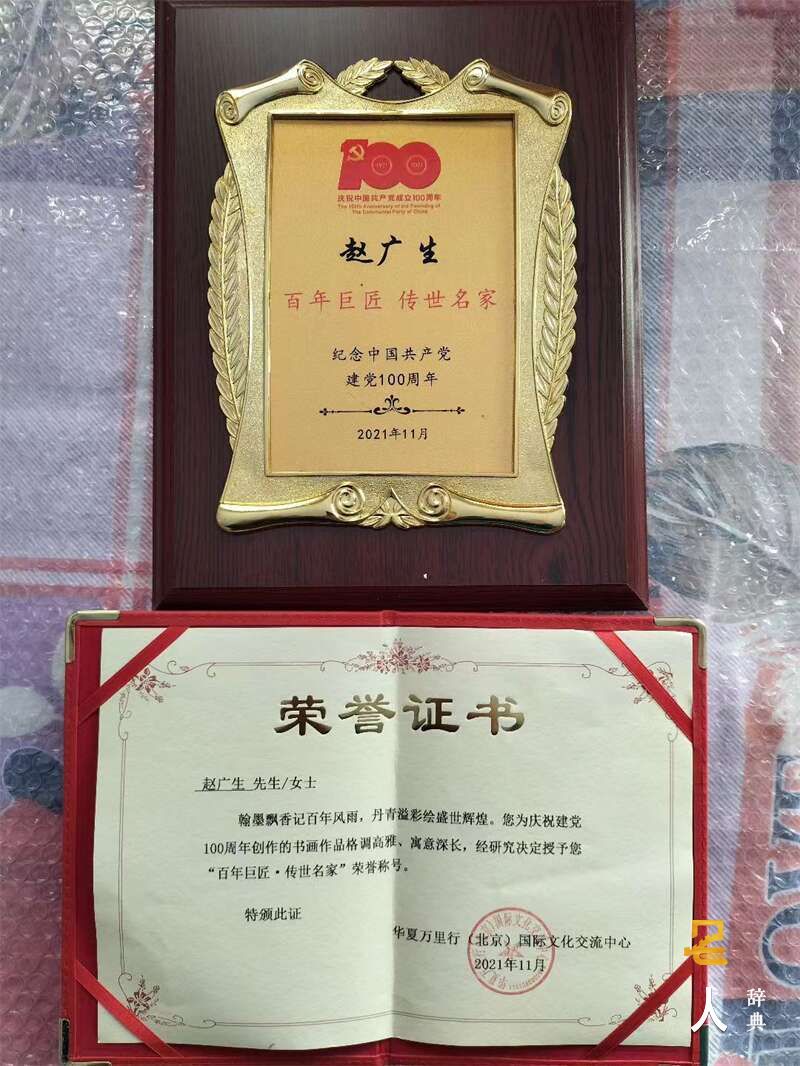 100
1921
2021
庆祝中国共产党成立100周年
The 100th Anniversary of the Founding of
The Communist Party of China
赵广生
百年巨匠 传世名家
纪念中国共产党
建党100周年
2021年11月
荣誉证书
赵广生 先生/女士
翰墨飘香记百年风雨，丹青溢彩绘盛世辉煌。您为庆祝建党
100周年创作的书画作品格调高雅、寓意深长，经研究决定授予您
“百年巨匠·传世名家”荣誉称号。
特颁此证
华夏万里行（北京）国际文化交流中心
2021年11月
人
辞典